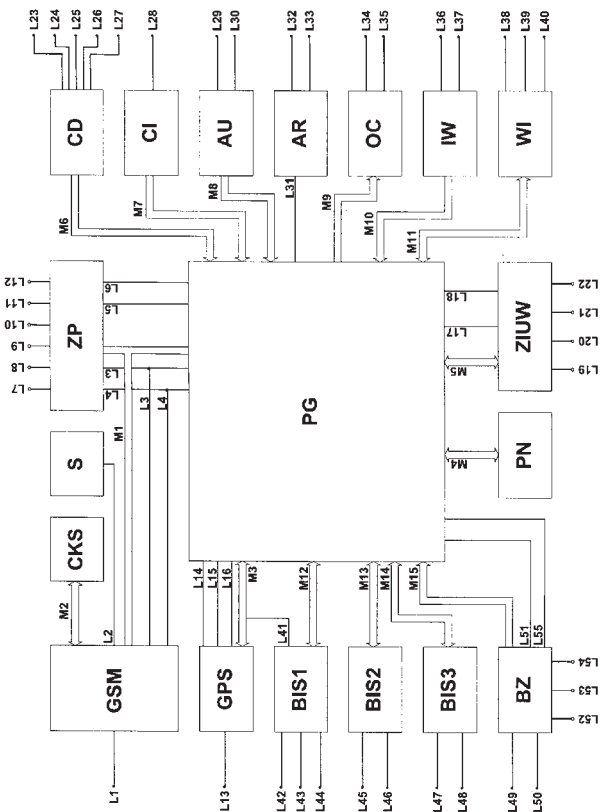 L23
L24
L25
L26
L27
L28
L29
L30
L32
L33
L34
L35
L36
L37
L38
L39
L40
CD
CI
AU
AR
OC
IW
WI
M6
M7
M8
L31
M9
M10
M11
L12
L11
L10
L9
L8
L7
ZP
L6
L5
L3
L4
M1
L3
L4
S
CKS
M2
L2
GSM
L1
PG
L18
L17
M5
ZIUW
L22
L21
L20
L19
M4
PN
L14
L15
L16
M3
L41
M12
M13
M14
M15
L51
L55
GPS
BIS1
BIS2
BIS3
BZ
L54
L53
L52
L13
L42
L43
L44
L45
L46
L47
L48
L49
L50